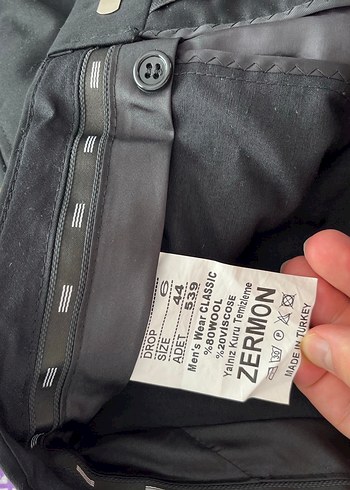 DROP 6
SIZE 44
ADET 539
Men's Wear CLASSIC
%80WOOL
%20VISCOSE
Yalnız Kuru Temizleme
ZERMON
MADE IN TURKEY